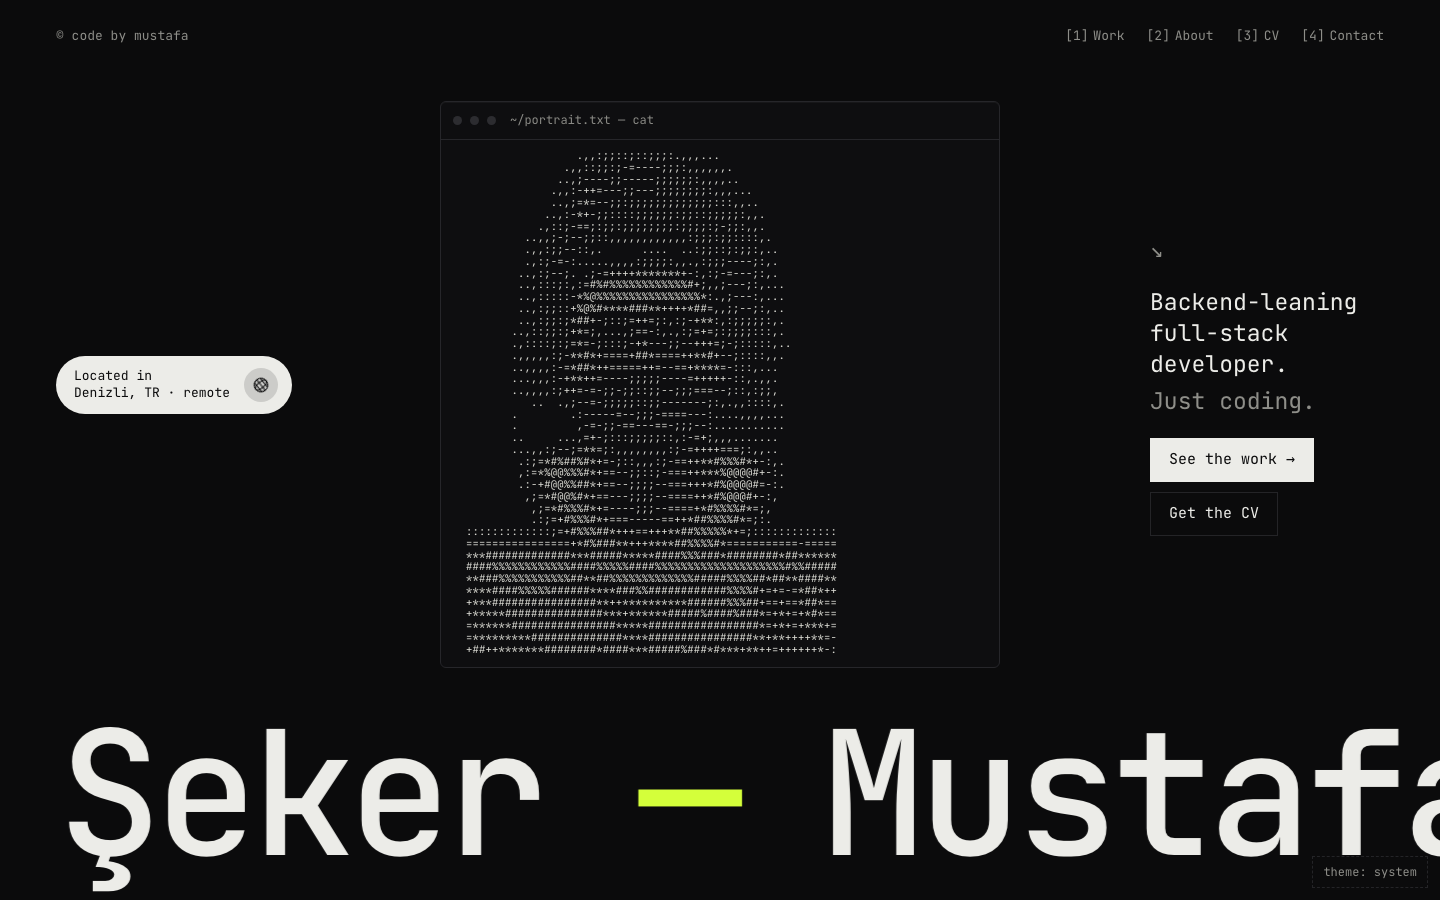 © code by mustafa
[1] Work [2] About [3] CV [4] Contact
~/portrait.txt — cat
Located in
Denizli, TR · remote
↘
Backend-leaning
full-stack
developer.
Just coding.
See the work →
Get the CV
Şeker — Mustafa
theme: system